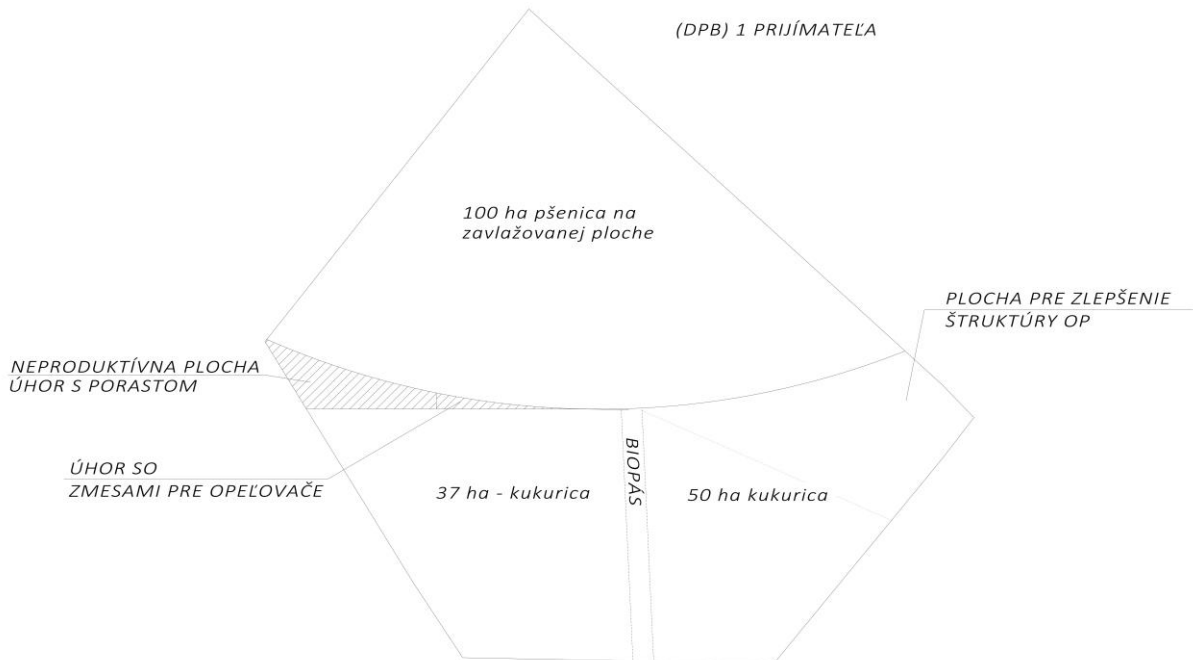 (DPB) 1 PRIJÍMATEĽA
100 ha pšenica na
zavlažovanej ploche
PLOCHA PRE ZLEPŠENIE
ŠTRUKTÚRY OP
NEPRODUKTÍVNA PLOCHA
ÚHOR S PORASTOM
ÚHOR SO
ZMESAMI PRE OPEĽOVAČE
37 ha - kukurica
BIOPÁS
50 ha kukurica